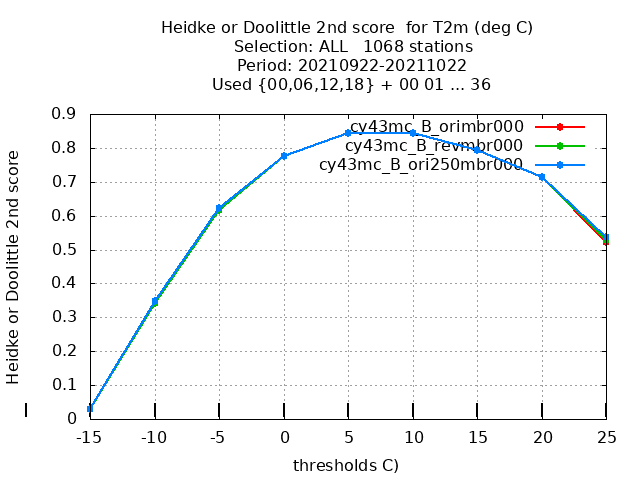 Heidke or Doolittle 2nd score  for T2m (deg C)
Selection: ALL   1068 stations
Period: 20210922-20211022
Used {00,06,12,18} + 00 01 ... 36
cy43mc_B_orimbr000
cy43mc_B_revmbr000
cy43mc_B_ori250mbr000
Heidke or Doolittle 2nd score
0.9
0.8
0.7
0.6
0.5
0.4
0.3
0.2
0.1
0
-15 -10 -5 0 5 10 15 20 25
thresholds C)